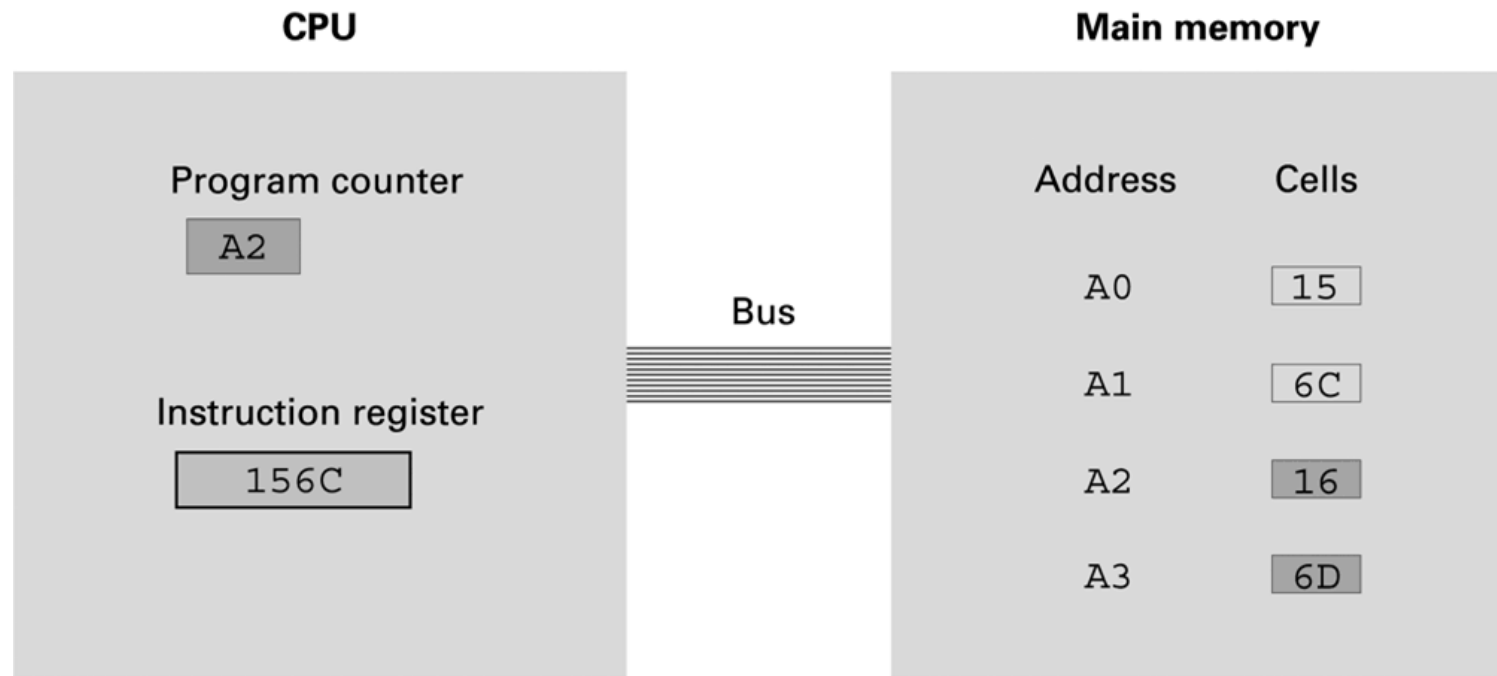 CPU
Main memory
Program counter
A2
Instruction register
156C
Bus
Address Cells
A0 15
A1 6C
A2 16
A3 6D